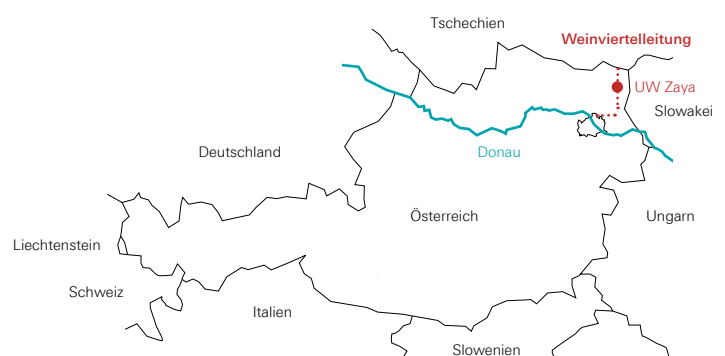 Tschechien
Weinviertelleitung
UW Zaya
Slowakei
Deutschland
Donau
Österreich
Ungarn
Liechtenstein
Schweiz
Italien
Slowenien